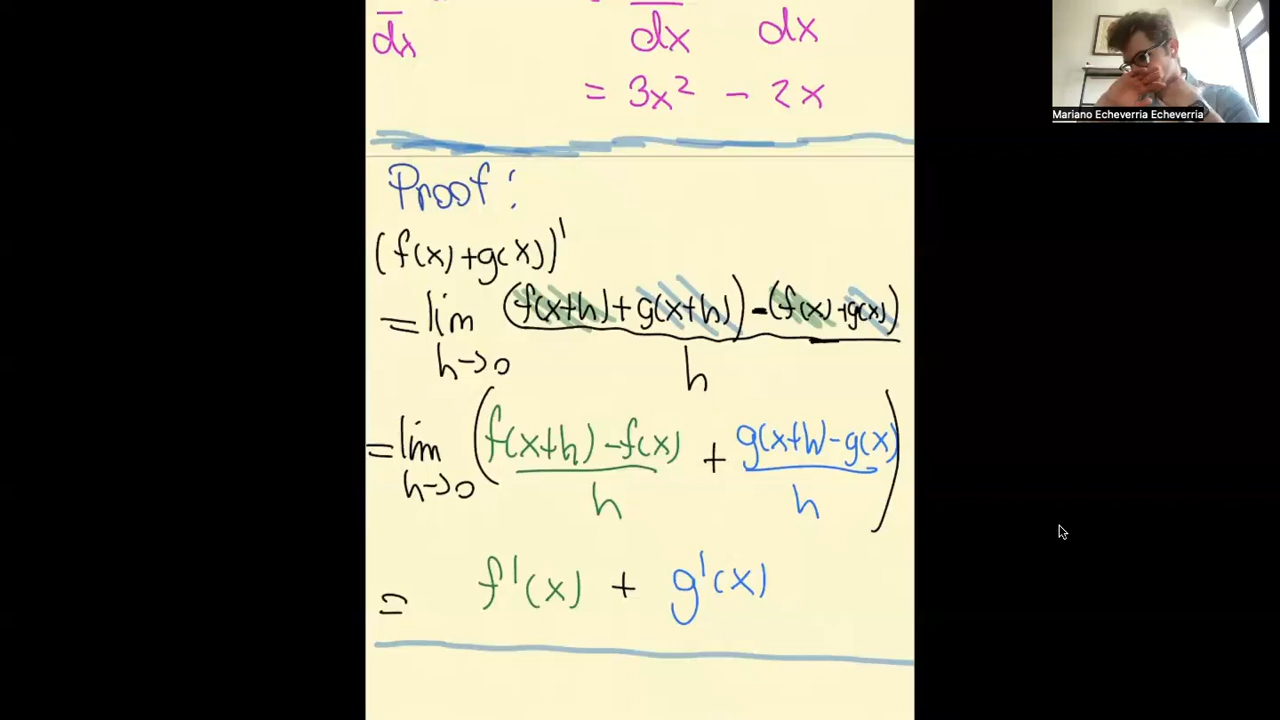 dx dx dx
= 3x² - 2x
Mariano Echeverria Echeverria
Proof:
(f(x)+g(x))'
= lim h→0 (f(x+h)+g(x+h))-(f(x)+g(x)) / h
= lim h→0 ( f(x+h)-f(x) / h + g(x+h)-g(x) / h )
= f'(x) + g'(x)